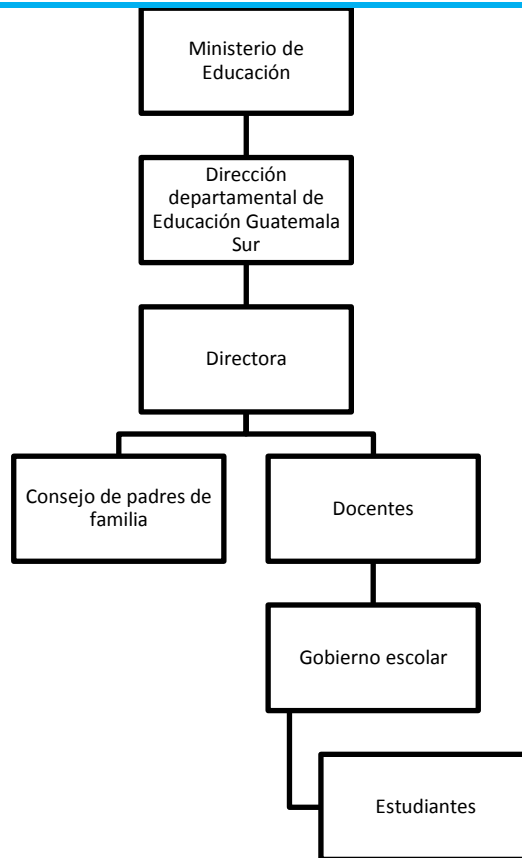 Ministerio de
Educación
Dirección
departamental de
Educación Guatemala
Sur
Directora
Consejo de padres de
familia
Docentes
Gobierno escolar
Estudiantes